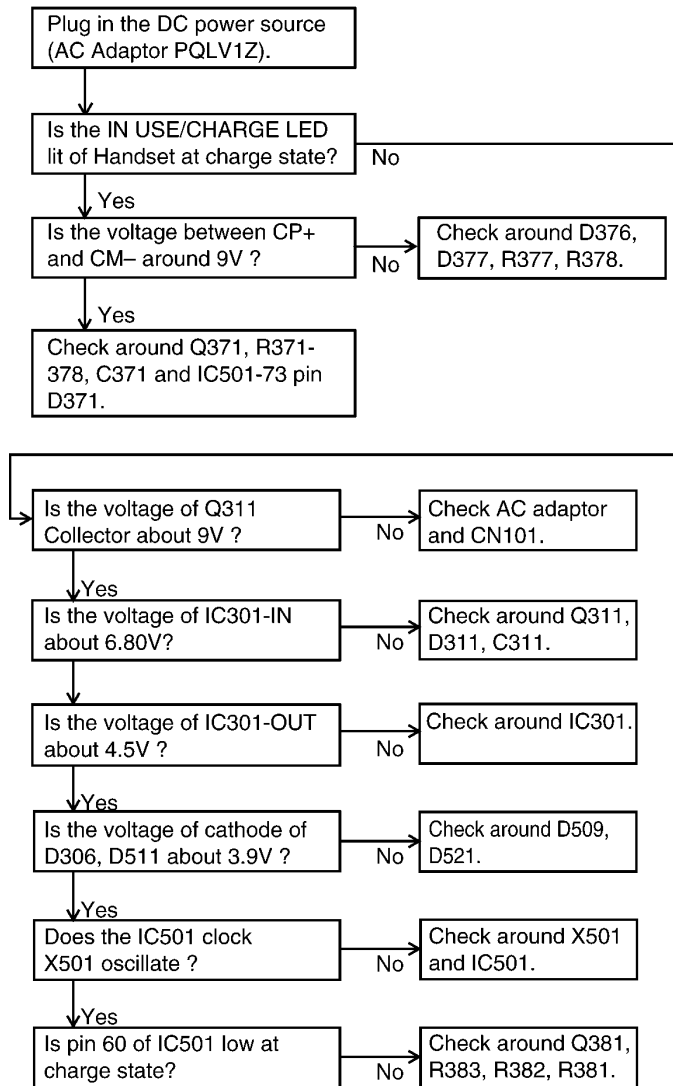 Plug in the DC power source
(AC Adaptor PQLV1Z).
Is the IN USE/CHARGE LED
lit of Handset at charge state?
No
Yes
Is the voltage between CP+
and CM– around 9V ?
No
Check around D376,
D377, R377, R378.
Yes
Check around Q371, R371-
378, C371 and IC501-73 pin
D371.
Is the voltage of Q311
Collector about 9V ?
No
Check AC adaptor
and CN101.
Yes
Is the voltage of IC301-IN
about 6.80V?
No
Check around Q311,
D311, C311.
Is the voltage of IC301-OUT
about 4.5V ?
No
Check around IC301.
Yes
Is the voltage of cathode of
D306, D511 about 3.9V ?
No
Check around D509,
D521.
Yes
Does the IC501 clock
X501 oscillate ?
No
Check around X501
and IC501.
Yes
Is pin 60 of IC501 low at
charge state?
No
Check around Q381,
R383, R382, R381.